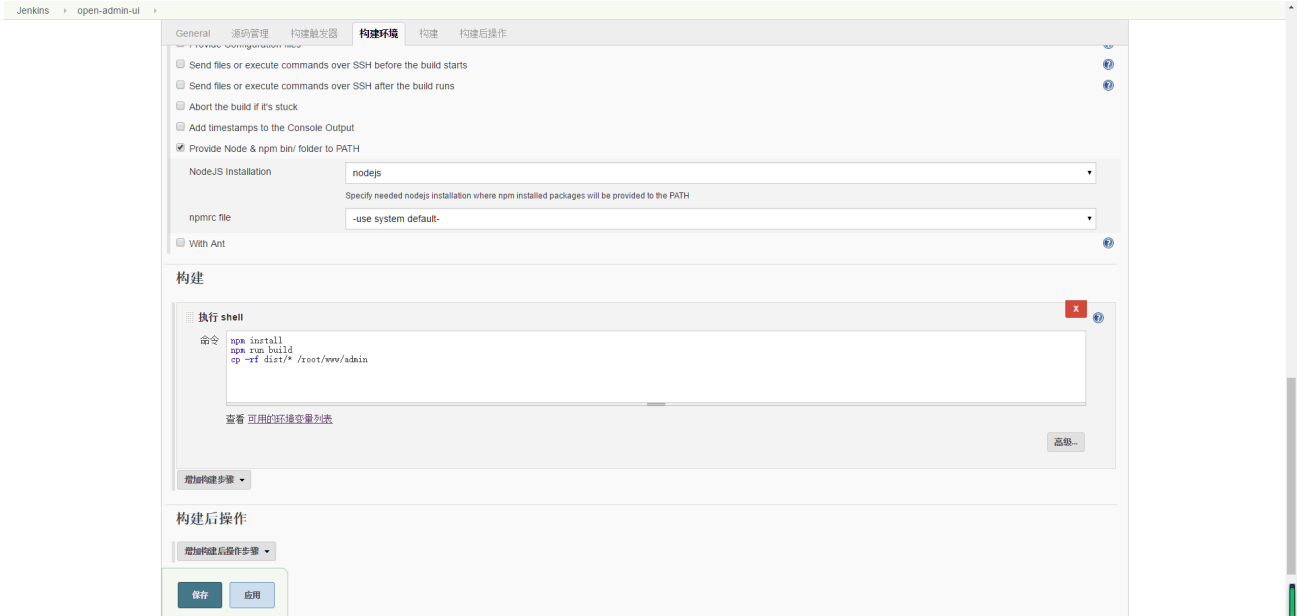 Jenkins › open-admin-ui ›
General 源码管理 构建触发器 构建环境 构建 构建后操作
Provide Configuration files
Send files or execute commands over SSH before the build starts
Send files or execute commands over SSH after the build runs
Abort the build if it's stuck
Add timestamps to the Console Output
Provide Node & npm bin/ folder to PATH
NodeJS Installation nodejs
Specify needed nodejs installation where npm installed packages will be provided to the PATH
npmrc file -use system default-
With Ant
构建
执行 shell X
命令 npm install
npm run build
cp -rf dist/* /root/www/admin
查看 可用的环境变量列表
高级...
增加构建步骤
构建后操作
增加构建后操作步骤
保存 应用